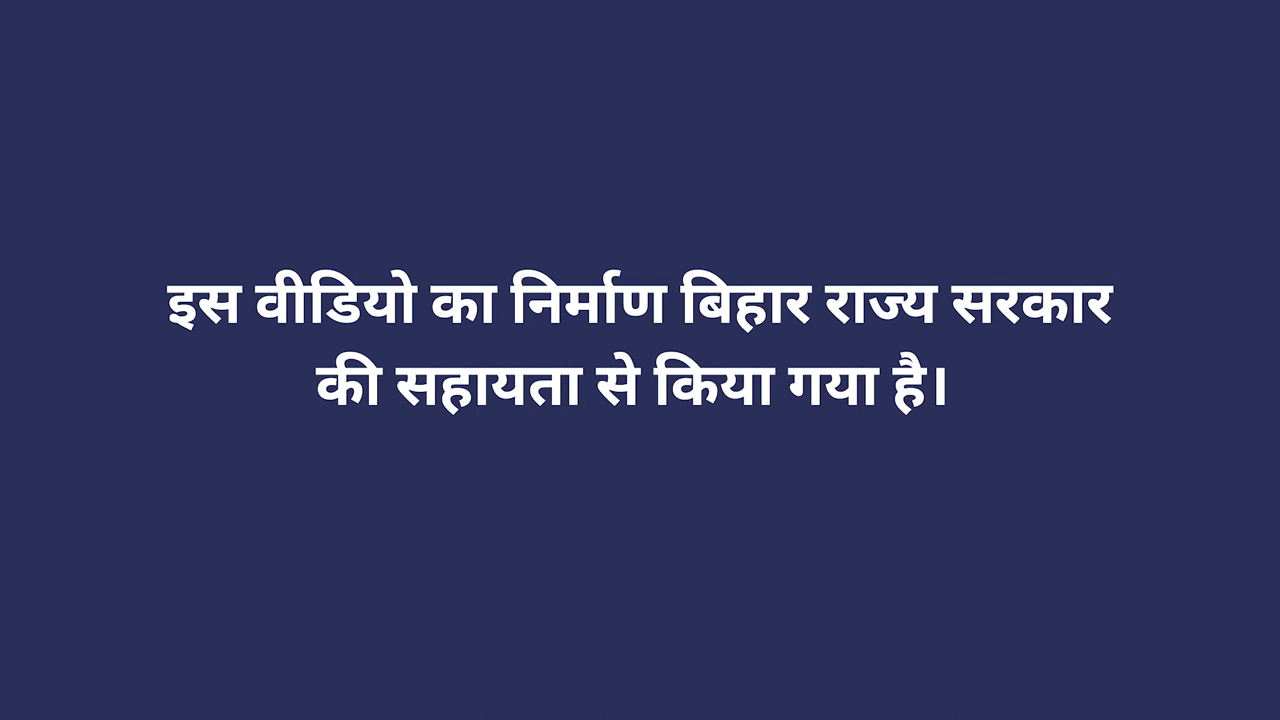 इस वीडियो का निर्माण बिहार राज्य सरकार
की सहायता से किया गया है।